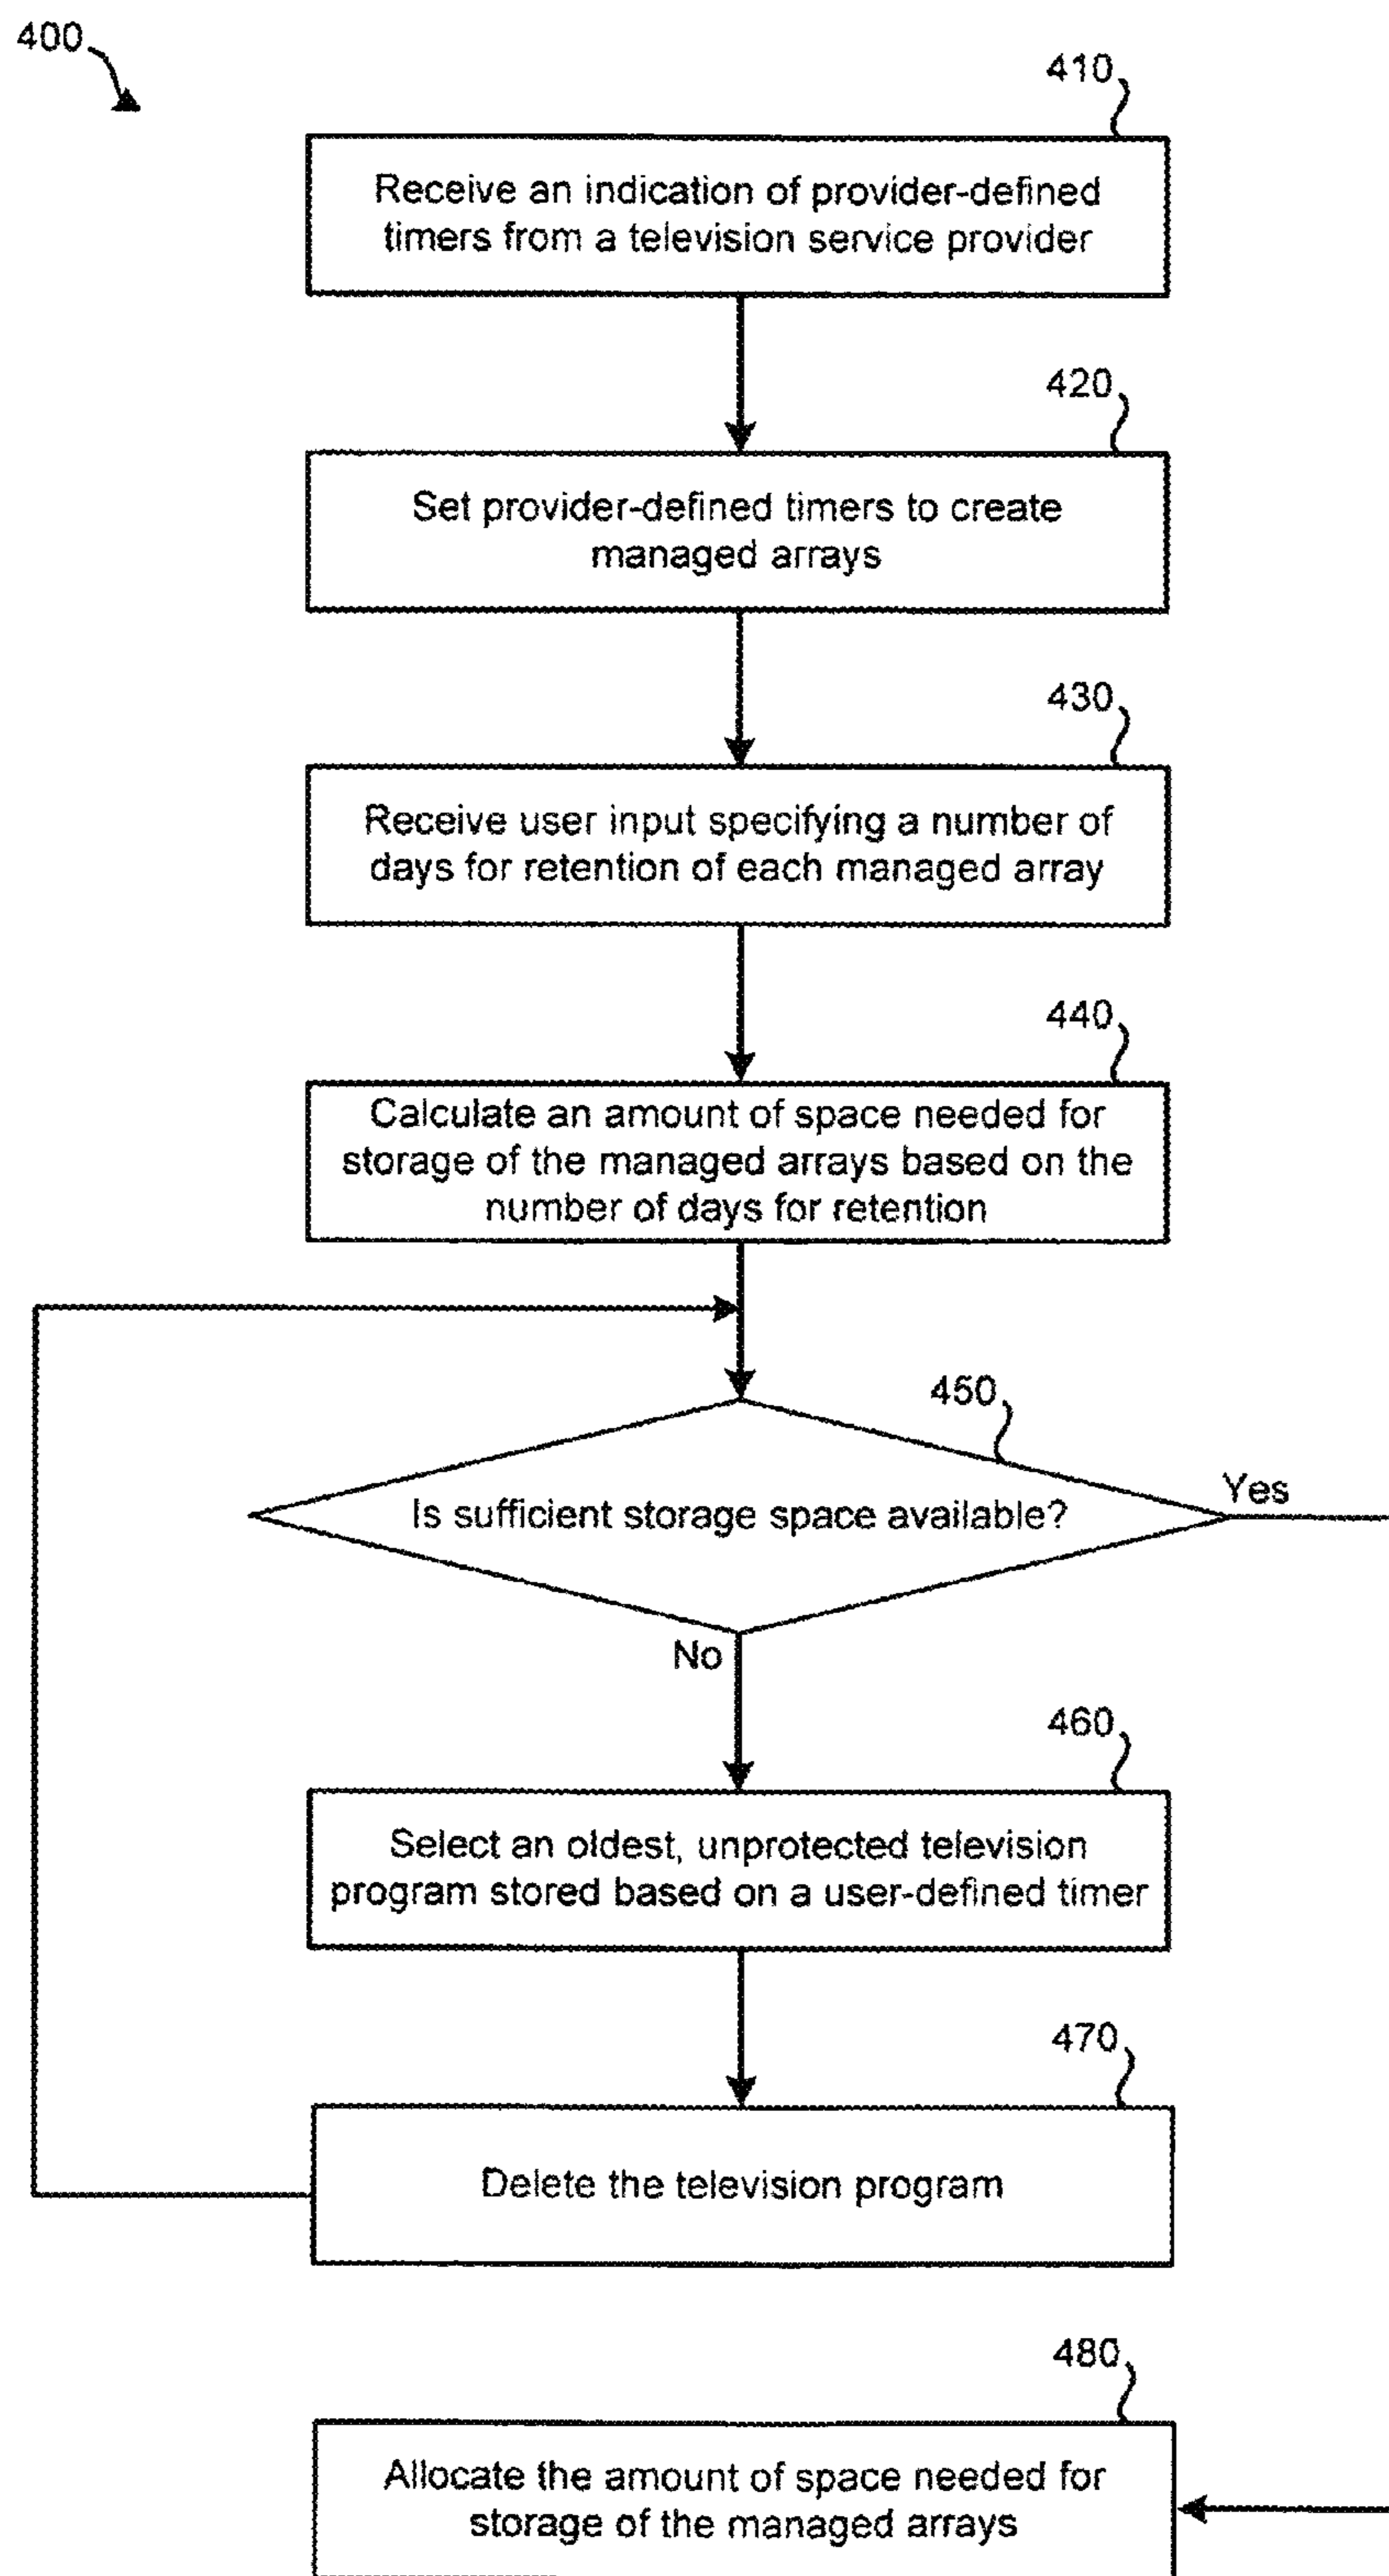 400
410
Receive an indication of provider-defined
timers from a television service provider
420
Set provider-defined timers to create
managed arrays
430
Receive user input specifying a number of
days for retention of each managed array
440
Calculate an amount of space needed for
storage of the managed arrays based on the
number of days for retention
450
Is sufficient storage space available?
Yes
No
460
Select an oldest, unprotected television
program stored based on a user-defined timer
470
Delete the television program
480
Allocate the amount of space needed for
storage of the managed arrays